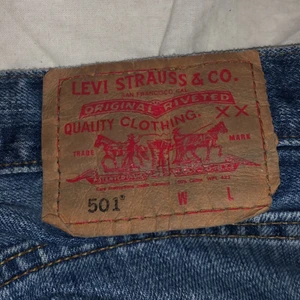 LEVI STRAUSS & CO.
SAN FRANCISCO, CAL.
ORIGINAL RIVETED
QUALITY CLOTHING.
XX
TRADE MARK
501®
W L